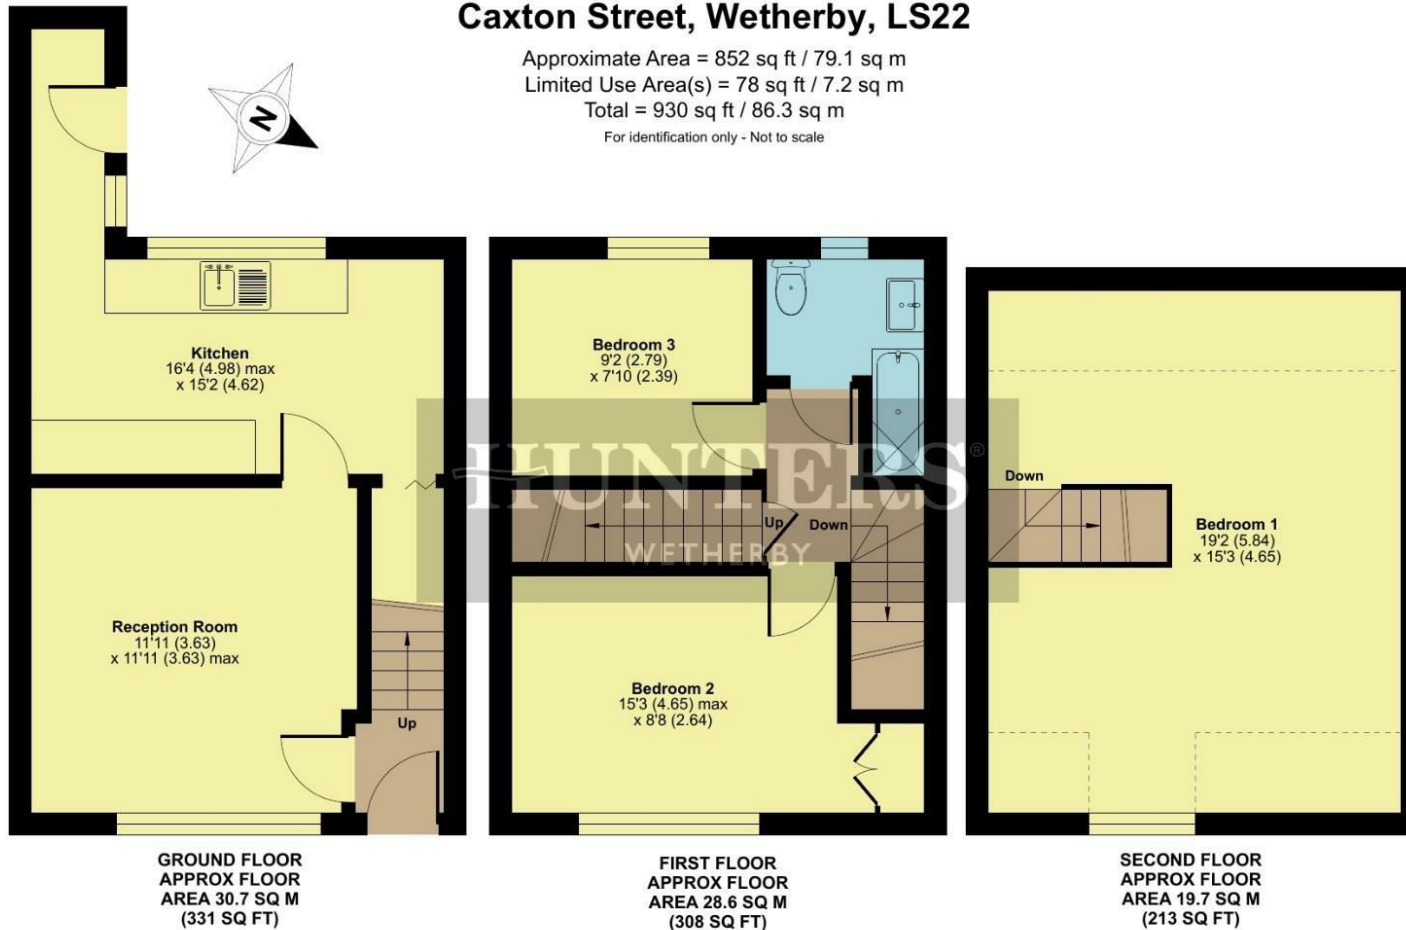 Caxton Street, Wetherby, LS22
Approximate Area = 852 sq ft / 79.1 sq m
Limited Use Area(s) = 78 sq ft / 7.2 sq m
Total = 930 sq ft / 86.3 sq m
For identification only - Not to scale
N
Kitchen
16'4 (4.98) max
x 15'2 (4.62)
Reception Room
11'11 (3.63)
x 11'11 (3.63) max
Up
GROUND FLOOR
APPROX FLOOR
AREA 30.7 SQ M
(331 SQ FT)
Bedroom 3
9'2 (2.79)
x 7'10 (2.39)
HUNTERS®
WETHERBY
Up
Down
Bedroom 2
15'3 (4.65) max
x 8'8 (2.64)
FIRST FLOOR
APPROX FLOOR
AREA 28.6 SQ M
(308 SQ FT)
Down
Bedroom 1
19'2 (5.84)
x 15'3 (4.65)
SECOND FLOOR
APPROX FLOOR
AREA 19.7 SQ M
(213 SQ FT)